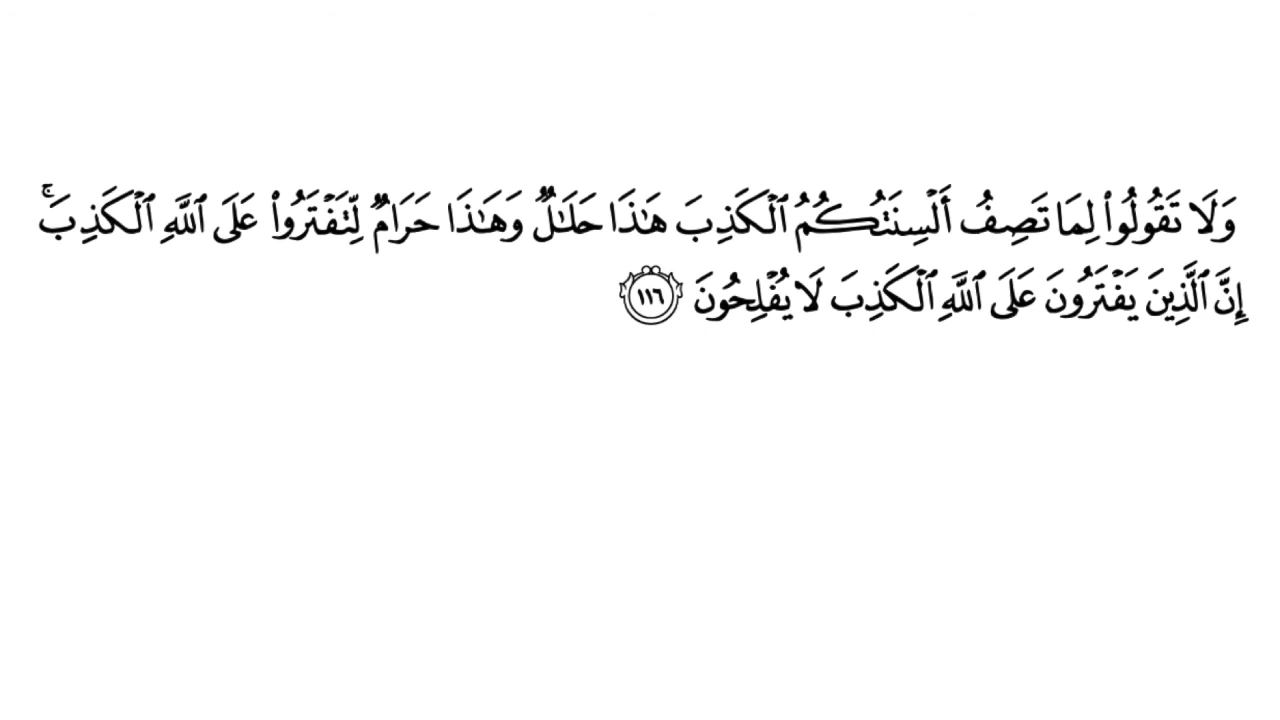 وَلَا تَقُولُوا۟ لِمَا تَصِفُ أَلْسِنَتُكُمُ ٱلْكَذِبَ هَٰذَا حَلَٰلٌ وَهَٰذَا حَرَامٌ لِّتَفْتَرُوا۟ عَلَى ٱللَّهِ ٱلْكَذِبَ ۚ
إِنَّ ٱلَّذِينَ يَفْتَرُونَ عَلَى ٱللَّهِ ٱلْكَذِبَ لَا يُفْلِحُونَ ١١٦